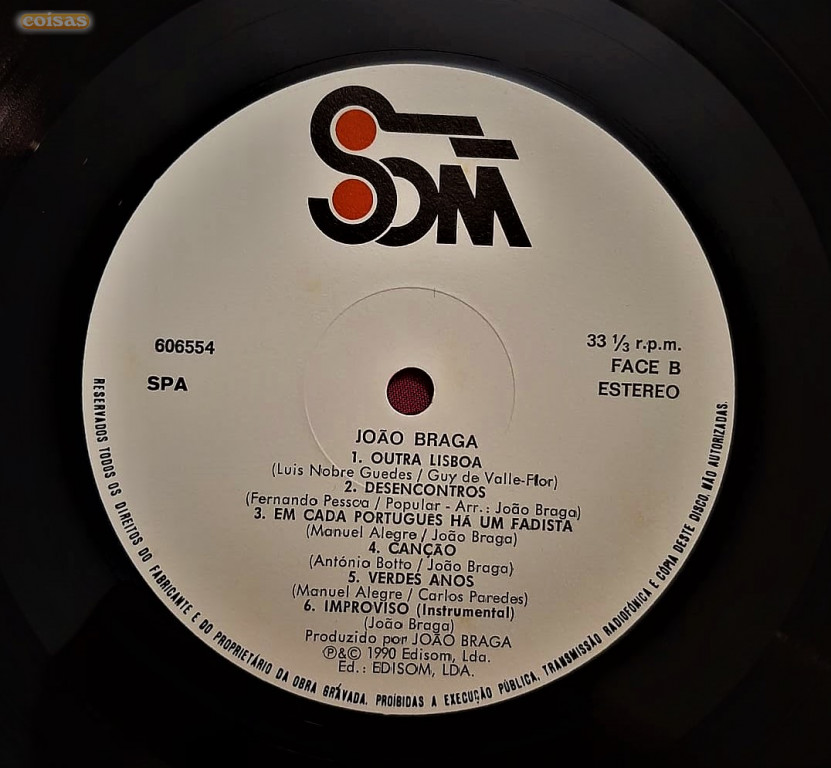 coisas
SOM
606554
SPA
33 1/3 r.p.m.
FACE B
ESTEREO
JOÃO BRAGA
1. OUTRA LISBOA
(Luis Nobre Guedes / Guy de Valle-Flor)
2. DESENCONTROS
(Fernando Pessoa / Popular - Arr.: João Braga)
3. EM CADA PORTUGUÊS HÁ UM FADISTA
(Manuel Alegre / João Braga)
4. CANÇÃO
(António Botto / João Braga)
5. VERDES ANOS
(Manuel Alegre / Carlos Paredes)
6. IMPROVISO (Instrumental)
(João Braga)
Produzido por JOÃO BRAGA
℗&© 1990 Edisom, Lda.
Ed.: EDISOM, LDA.
RESERVADOS TODOS OS DIREITOS DO FABRICANTE E DO PROPRIETÁRIO DA OBRA GRAVADA. PROIBIDAS A EXECUÇÃO PÚBLICA, TRANSMISSÃO RADIOFÓNICA E CÓPIA DESTE DISCO, NÃO AUTORIZADAS.